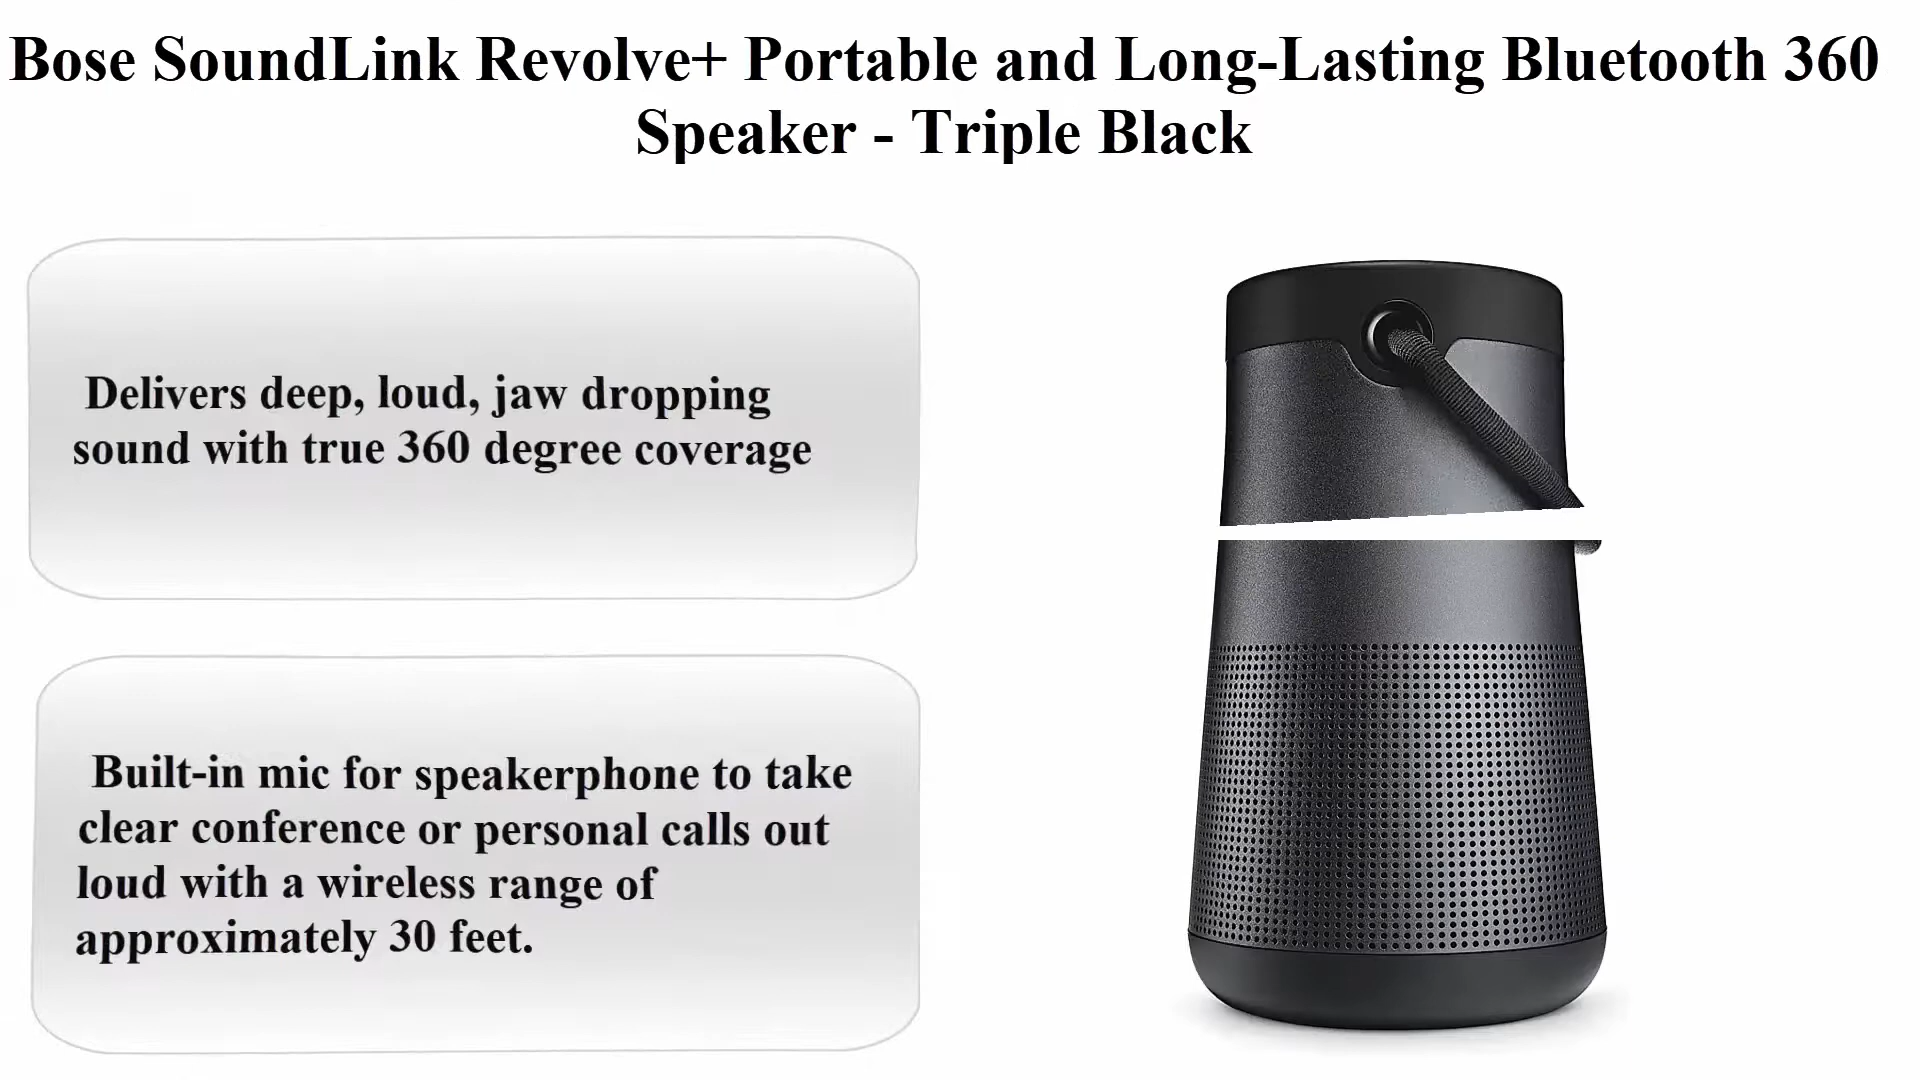 Bose SoundLink Revolve+ Portable and Long-Lasting Bluetooth 360
Speaker - Triple Black
Delivers deep, loud, jaw dropping
sound with true 360 degree coverage
Built-in mic for speakerphone to take
clear conference or personal calls out
loud with a wireless range of
approximately 30 feet.